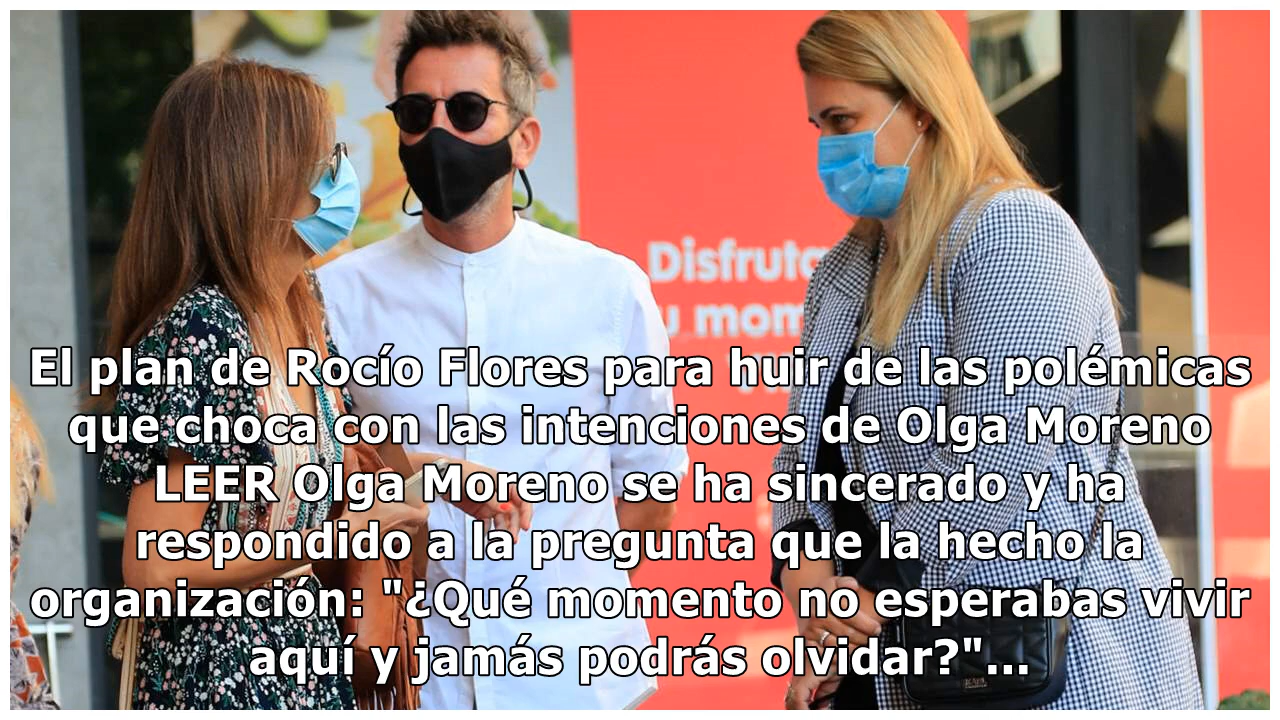 Disfruta
u mom
El plan de Rocío Flores para huir de las polémicas
que choca con las intenciones de Olga Moreno
LEER Olga Moreno se ha sincerado y ha
respondido a la pregunta que la hecho la
organización: "¿Qué momento no esperabas vivir
aquí y jamás podrás olvidar?"...